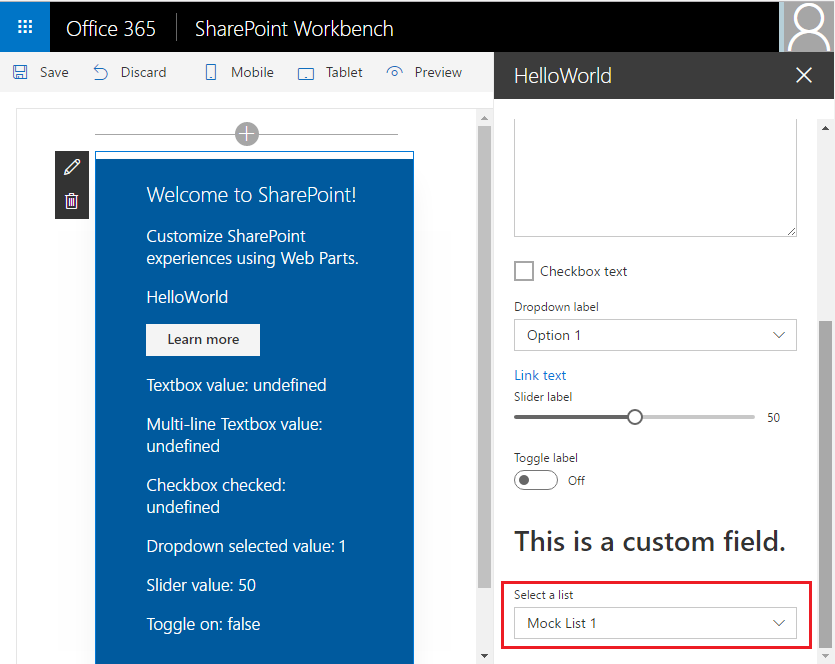 Office 365
SharePoint Workbench
Save
Discard
Mobile
Tablet
Preview
HelloWorld
Welcome to SharePoint!
Customize SharePoint
experiences using Web Parts.
HelloWorld
Learn more
Textbox value: undefined
Multi-line Textbox value:
undefined
Checkbox checked:
undefined
Dropdown selected value: 1
Slider value: 50
Toggle on: false
Checkbox text
Dropdown label
Option 1
Link text
Slider label
50
Toggle label
Off
This is a custom field.
Select a list
Mock List 1